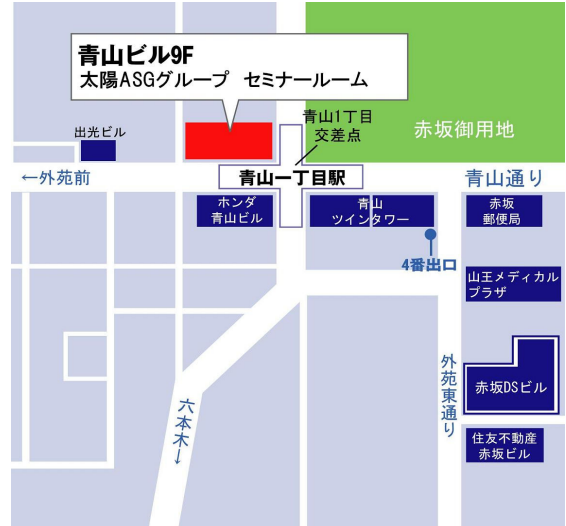 青山ビル9F
太陽ASGグループ セミナールーム
青山1丁目
交差点
赤坂御用地
出光ビル
←外苑前
青山一丁目駅
青山通り
ホンダ
青山ビル
青山
ツインタワー
赤坂
郵便局
4番出口
山王メディカル
プラザ
外苑東通り
赤坂DSビル
六本木→
住友不動産
赤坂ビル